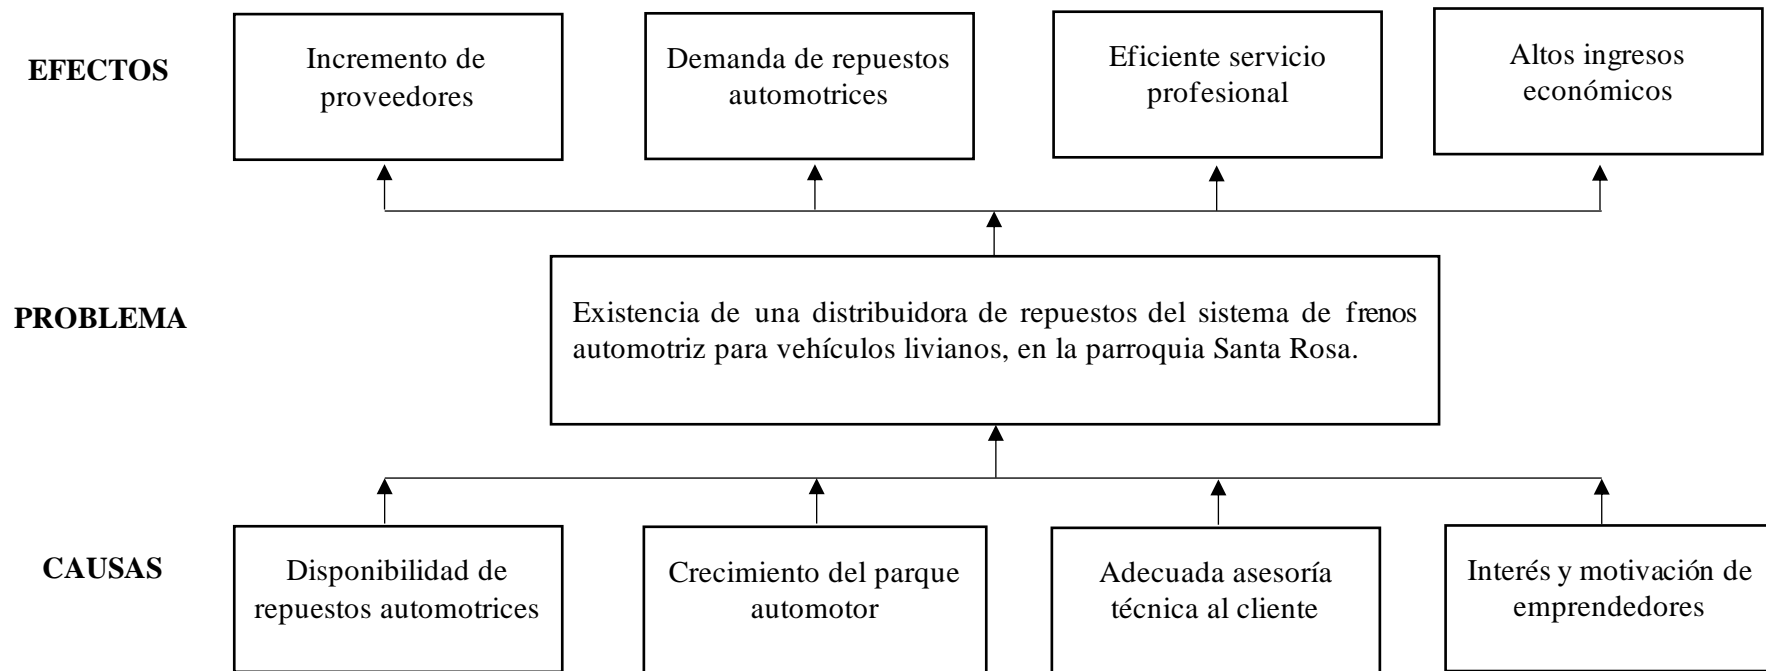 EFECTOS
Incremento de
proveedores
Demanda de repuestos
automotrices
Eficiente servicio
profesional
Altos ingresos
económicos
PROBLEMA
Existencia de una distribuidora de repuestos del sistema de frenos
automotriz para vehículos livianos, en la parroquia Santa Rosa.
CAUSAS
Disponibilidad de
repuestos automotrices
Crecimiento del parque
automotor
Adecuada asesoría
técnica al cliente
Interés y motivación de
emprendedores